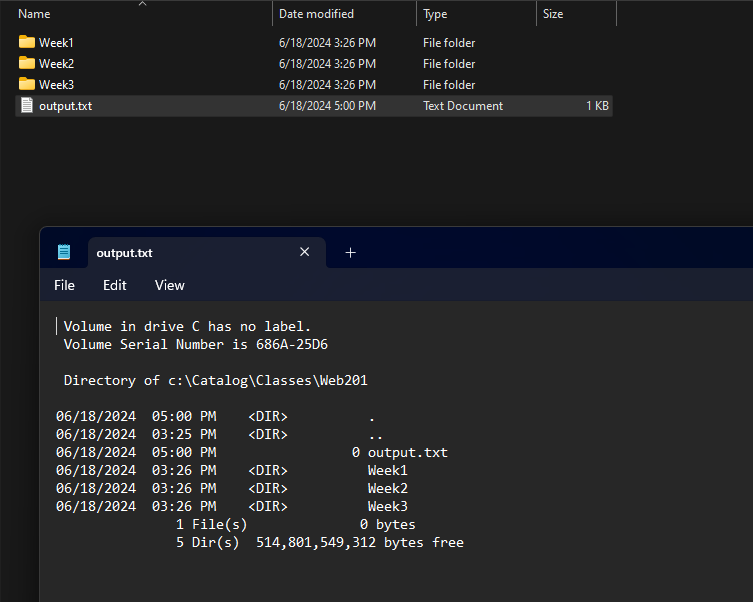 Name Date modified Type Size
Week1 6/18/2024 3:26 PM File folder
Week2 6/18/2024 3:26 PM File folder
Week3 6/18/2024 3:26 PM File folder
output.txt 6/18/2024 5:00 PM Text Document 1 KB
output.txt
File Edit View
Volume in drive C has no label.
Volume Serial Number is 686A-25D6
Directory of c:\Catalog\Classes\Web201
06/18/2024  05:00 PM    <DIR>          .
06/18/2024  03:25 PM    <DIR>          ..
06/18/2024  05:00 PM                 0 output.txt
06/18/2024  03:26 PM    <DIR>          Week1
06/18/2024  03:26 PM    <DIR>          Week2
06/18/2024  03:26 PM    <DIR>          Week3
1 File(s)              0 bytes
5 Dir(s)  514,801,549,312 bytes free